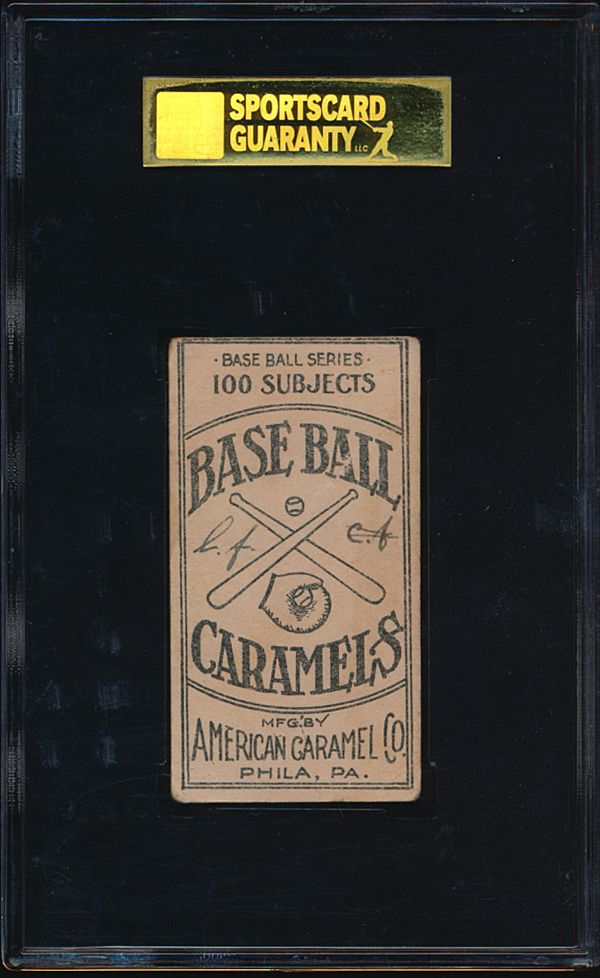 SPORTSCARD
GUARANTY LLC
· BASE BALL SERIES ·
100 SUBJECTS
BASE BALL
l.f. c.f
CARAMELS
MFG. BY
AMERICAN CARAMEL CO.
PHILA, PA.